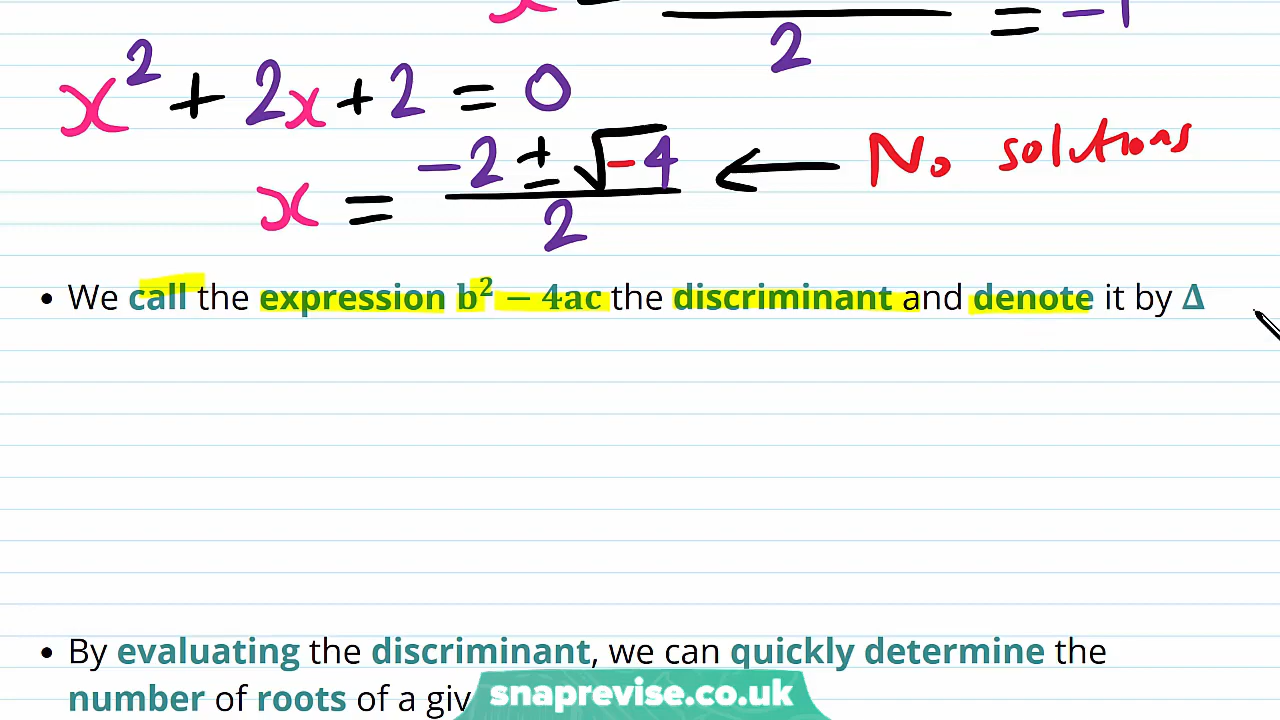 x = 2 = -1
x² + 2x + 2 = 0
x = (-2 ± √-4) / 2 ← No solutions
• We call the expression b² − 4ac the discriminant and denote it by Δ
• By evaluating the discriminant, we can quickly determine the
number of roots of a giv
snaprevise.co.uk